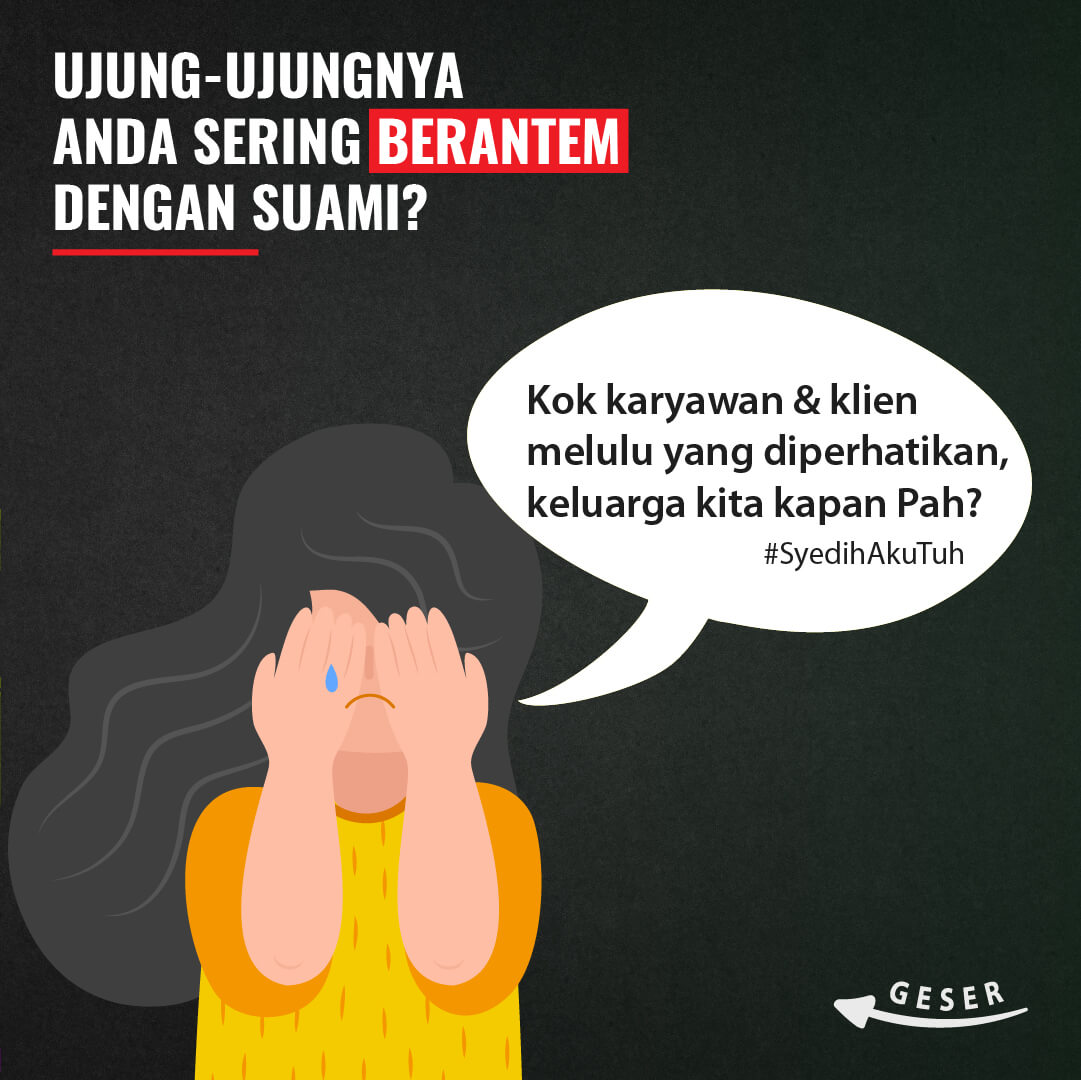 UJUNG-UJUNGNYA
ANDA SERING BERANTEM
DENGAN SUAMI?
Kok karyawan & klien
melulu yang diperhatikan,
keluarga kita kapan Pah?
#SyedihAkuTuh
GESER